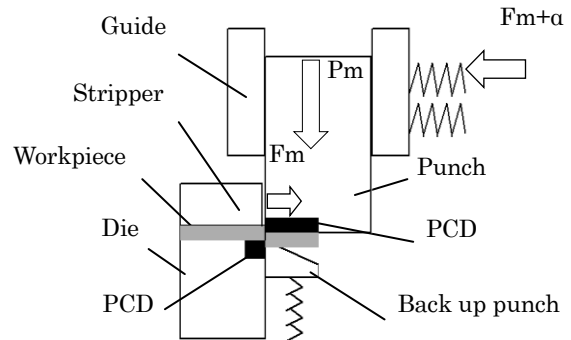 Fm+α
Guide
Pm
Stripper
Fm
Workpiece
Punch
Die
PCD
PCD
Back up punch